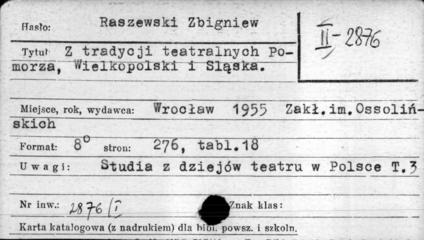 Hasło: Raszewski Zbigniew
II-2876
Tytuł Z tradycji teatralnych Po-
morza, Wielkopolski i Sląska.
Miejsce, rok, wydawca: Wrocław 1955 Zakł.im.Ossoliń-
skich
Format: 8° stron: 276, tabl.18
Uwagi: Studia z dziejów teatru w Polsce T.3
Nr inw.: 2876/I Znak klas:
Karta katalogowa (z nadrukiem) dla bibl. powsz. i szkoln.